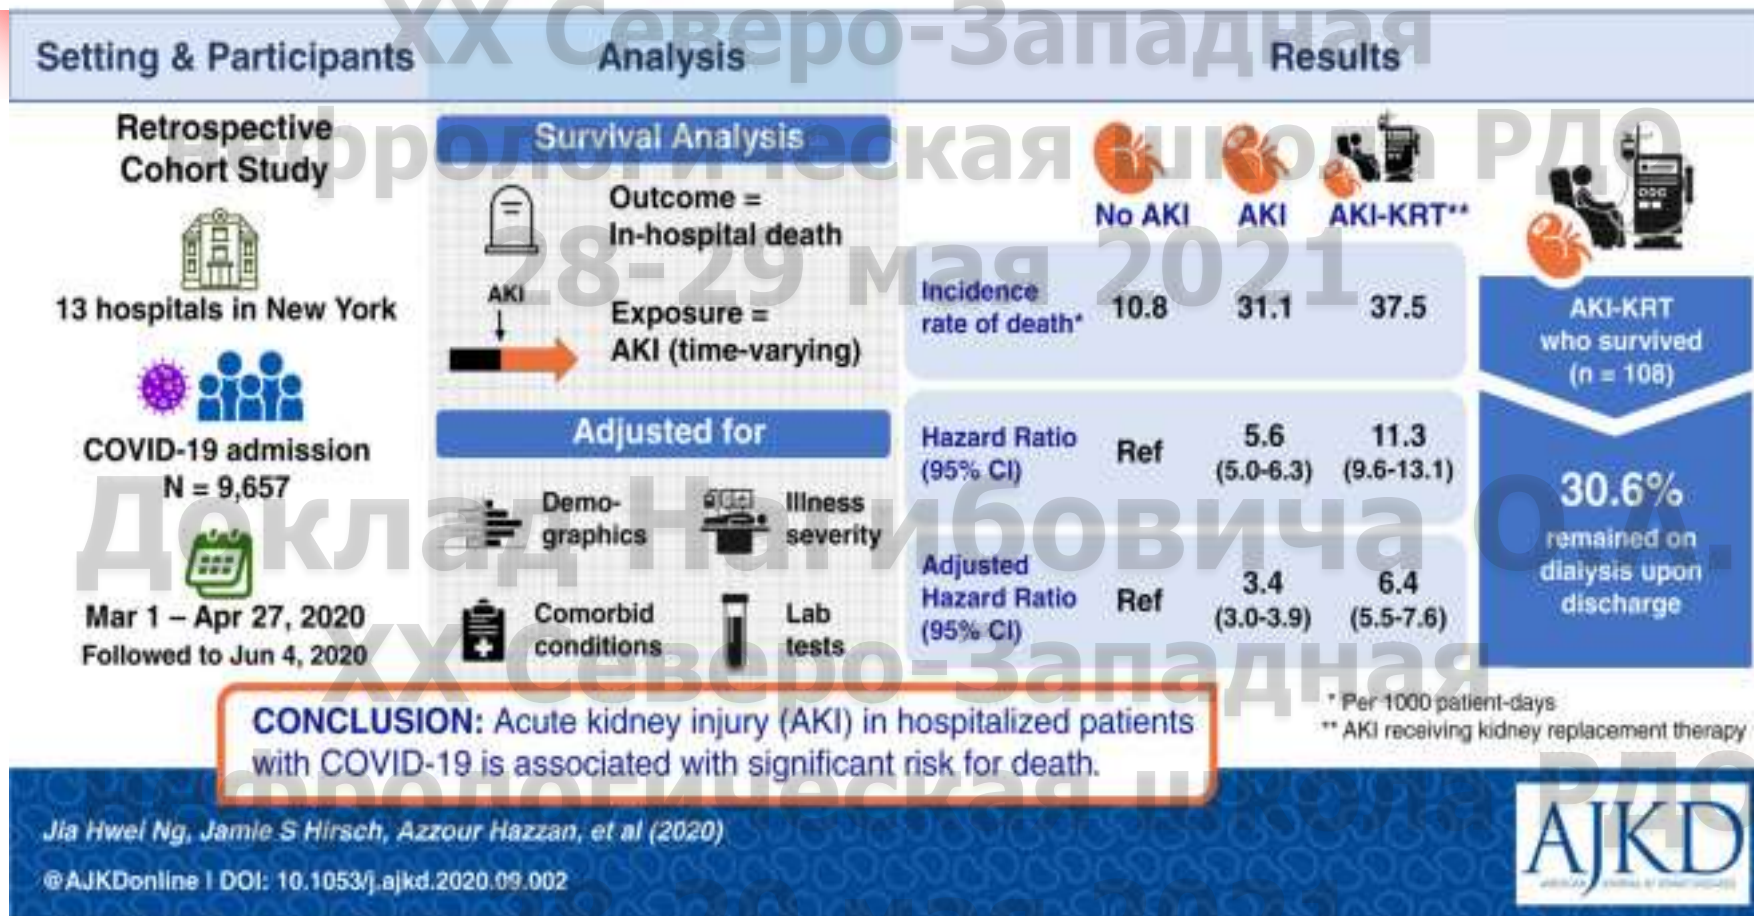 XX Северо-Западная
Setting & Participants
Analysis
Results
нефрологическая школа РДО
28-29 мая 2021
Retrospective
Cohort Study
13 hospitals in New York
COVID-19 admission
N = 9,657
Mar 1 – Apr 27, 2020
Followed to Jun 4, 2020
Survival Analysis
Outcome =
In-hospital death
AKI
Exposure =
AKI (time-varying)
Adjusted for
Demo-
graphics
Illness
severity
Comorbid
conditions
Lab
tests
No AKI AKI AKI-KRT**
Incidence
rate of death*
10.8 31.1 37.5
Hazard Ratio
(95% CI)
Ref
5.6
(5.0-6.3)
11.3
(9.6-13.1)
Adjusted
Hazard Ratio
(95% CI)
Ref
3.4
(3.0-3.9)
6.4
(5.5-7.6)
AKI-KRT
who survived
(n = 108)
30.6%
remained on
dialysis upon
discharge
Доклад Нагибовича О.А.
XX Северо-Западная
* Per 1000 patient-days
** AKI receiving kidney replacement therapy
CONCLUSION: Acute kidney injury (AKI) in hospitalized patients
with COVID-19 is associated with significant risk for death.
нефрологическая школа РДО
Jia Hwei Ng, Jamie S Hirsch, Azzour Hazzan, et al (2020)
@AJKDonline | DOI: 10.1053/j.ajkd.2020.09.002
AJKD